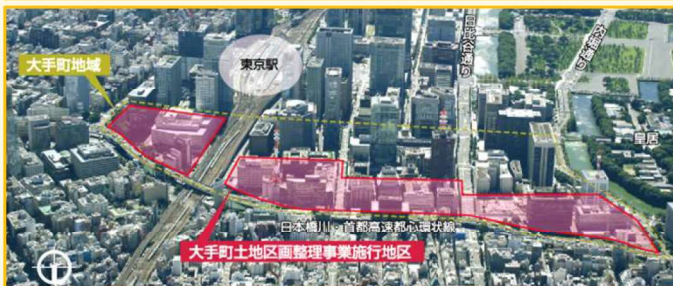 大手町地域
東京駅
日比谷通り
内堀通り
皇居
日本橋川・首都高速都心環状線
大手町土地区画整理事業施行地区